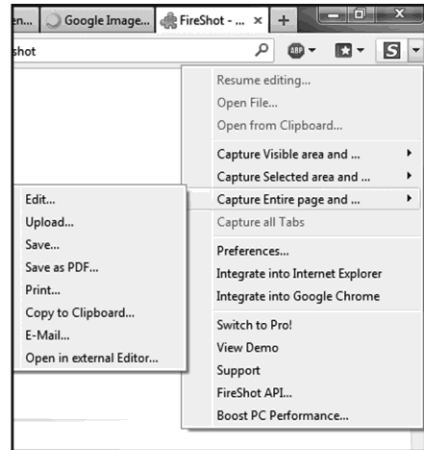 en...
Google Image...
FireShot - ...
x
+
shot
ABP
S
Resume editing...
Open File...
Open from Clipboard...
Capture Visible area and ...
Capture Selected area and ...
Capture Entire page and ...
Capture all Tabs
Preferences...
Integrate into Internet Explorer
Integrate into Google Chrome
Switch to Pro!
View Demo
Support
FireShot API...
Boost PC Performance...
Edit...
Upload...
Save...
Save as PDF...
Print...
Copy to Clipboard...
E-Mail...
Open in external Editor...